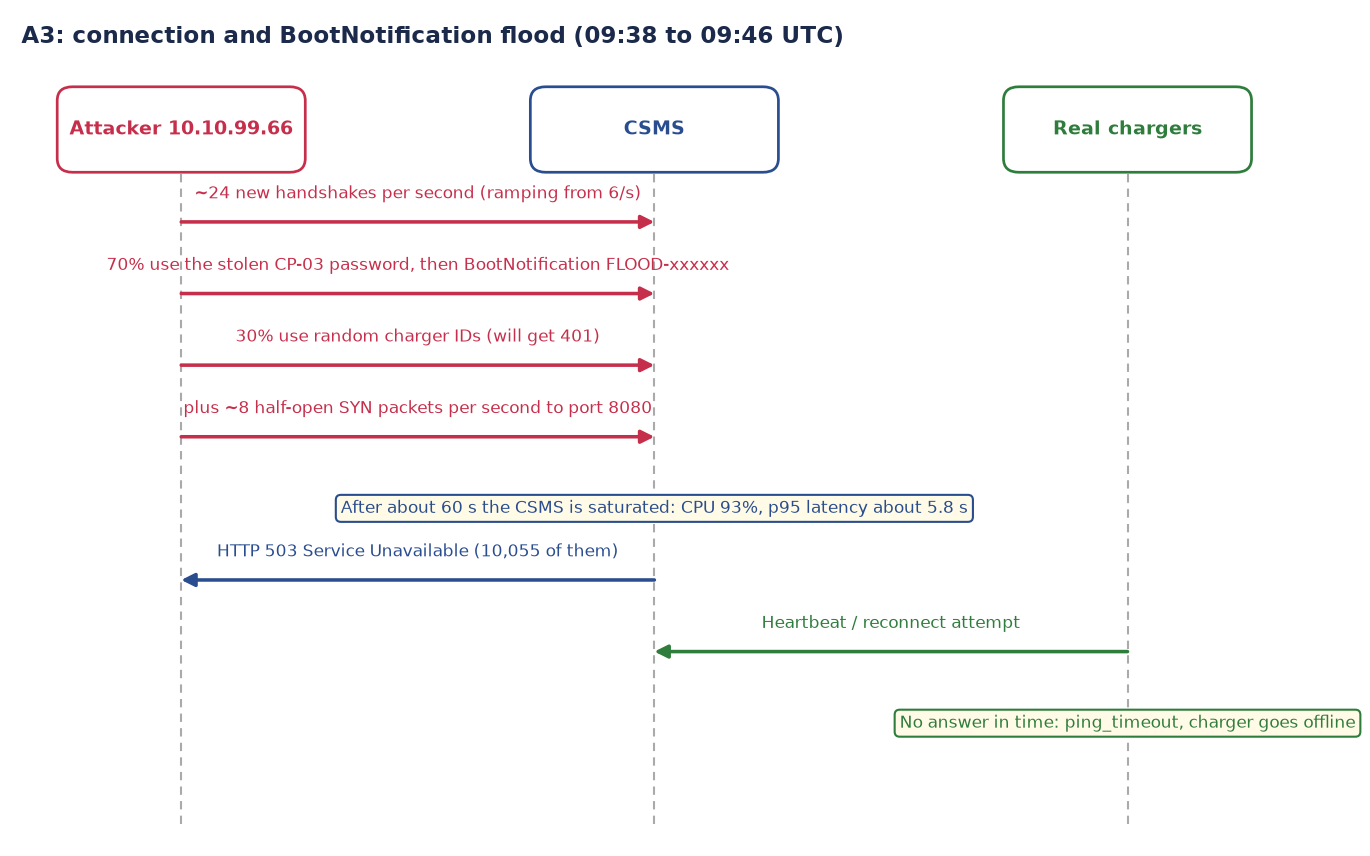 A3: connection and BootNotification flood (09:38 to 09:46 UTC)
Attacker 10.10.99.66
CSMS
Real chargers
~24 new handshakes per second (ramping from 6/s)
70% use the stolen CP-03 password, then BootNotification FLOOD-xxxxxx
30% use random charger IDs (will get 401)
plus ~8 half-open SYN packets per second to port 8080
After about 60 s the CSMS is saturated: CPU 93%, p95 latency about 5.8 s
HTTP 503 Service Unavailable (10,055 of them)
Heartbeat / reconnect attempt
No answer in time: ping_timeout, charger goes offline